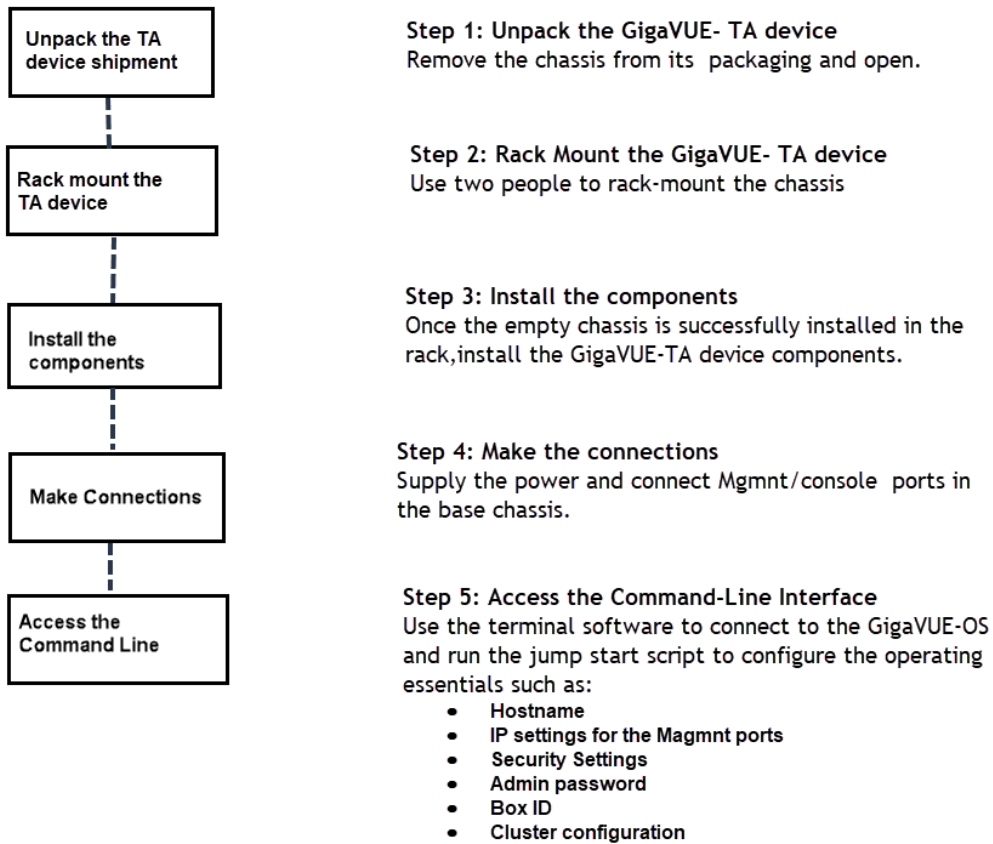 Unpack the TA
device shipment
Step 1: Unpack the GigaVUE- TA device
Remove the chassis from its packaging and open.
Rack mount the
TA device
Step 2: Rack Mount the GigaVUE- TA device
Use two people to rack-mount the chassis
Install the
components
Step 3: Install the components
Once the empty chassis is successfully installed in the
rack,install the GigaVUE-TA device components.
Make Connections
Step 4: Make the connections
Supply the power and connect Mgmnt/console ports in
the base chassis.
Access the
Command Line
Step 5: Access the Command-Line Interface
Use the terminal software to connect to the GigaVUE-OS
and run the jump start script to configure the operating
essentials such as:
• Hostname
• IP settings for the Magmnt ports
• Security Settings
• Admin password
• Box ID
• Cluster configuration